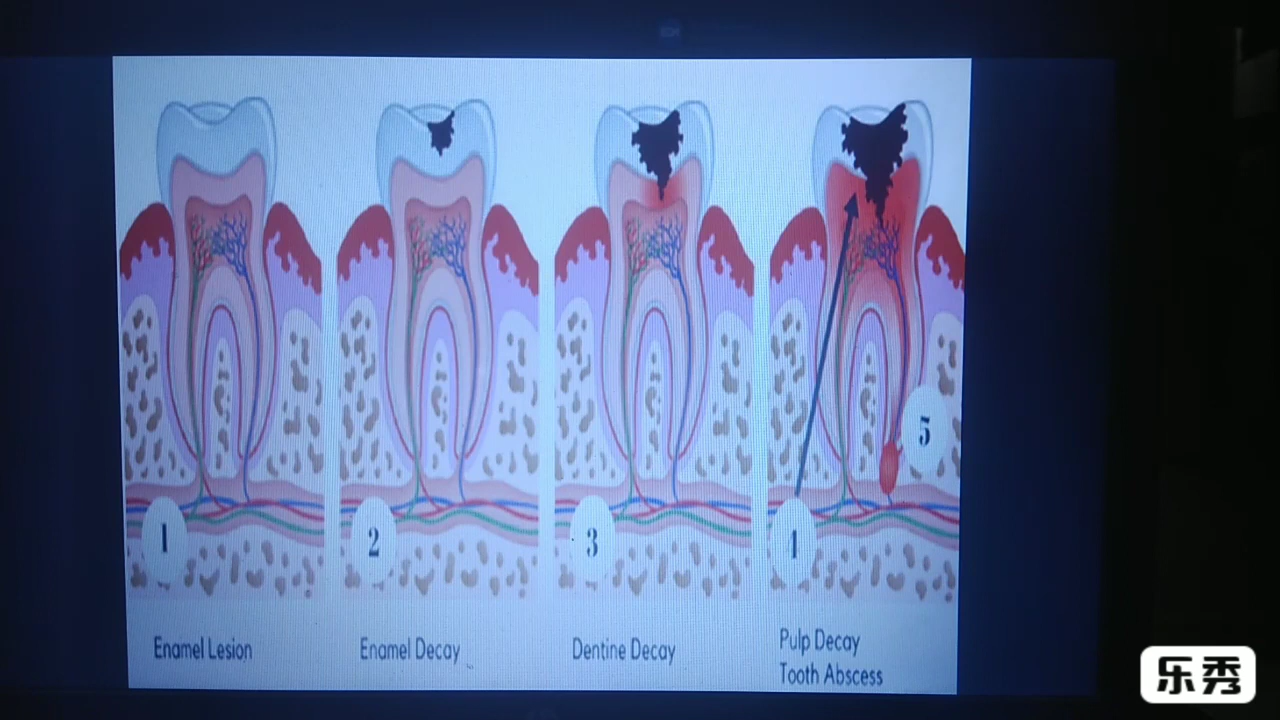 1
2
3
4
5
Enamel Lesion
Enamel Decay
Dentine Decay
Pulp Decay
Tooth Abscess
乐秀